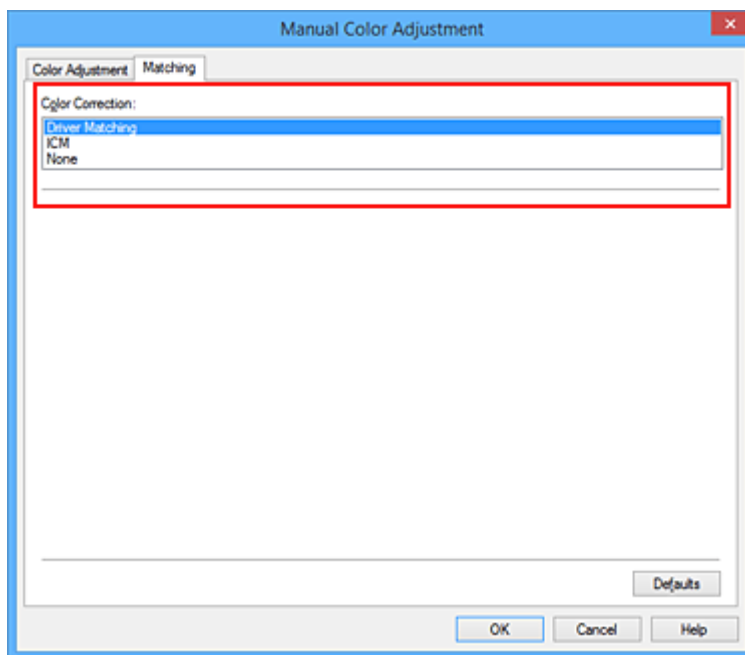 Manual Color Adjustment
Color Adjustment Matching
Color Correction:
Driver Matching
ICM
None
Defaults
OK Cancel Help